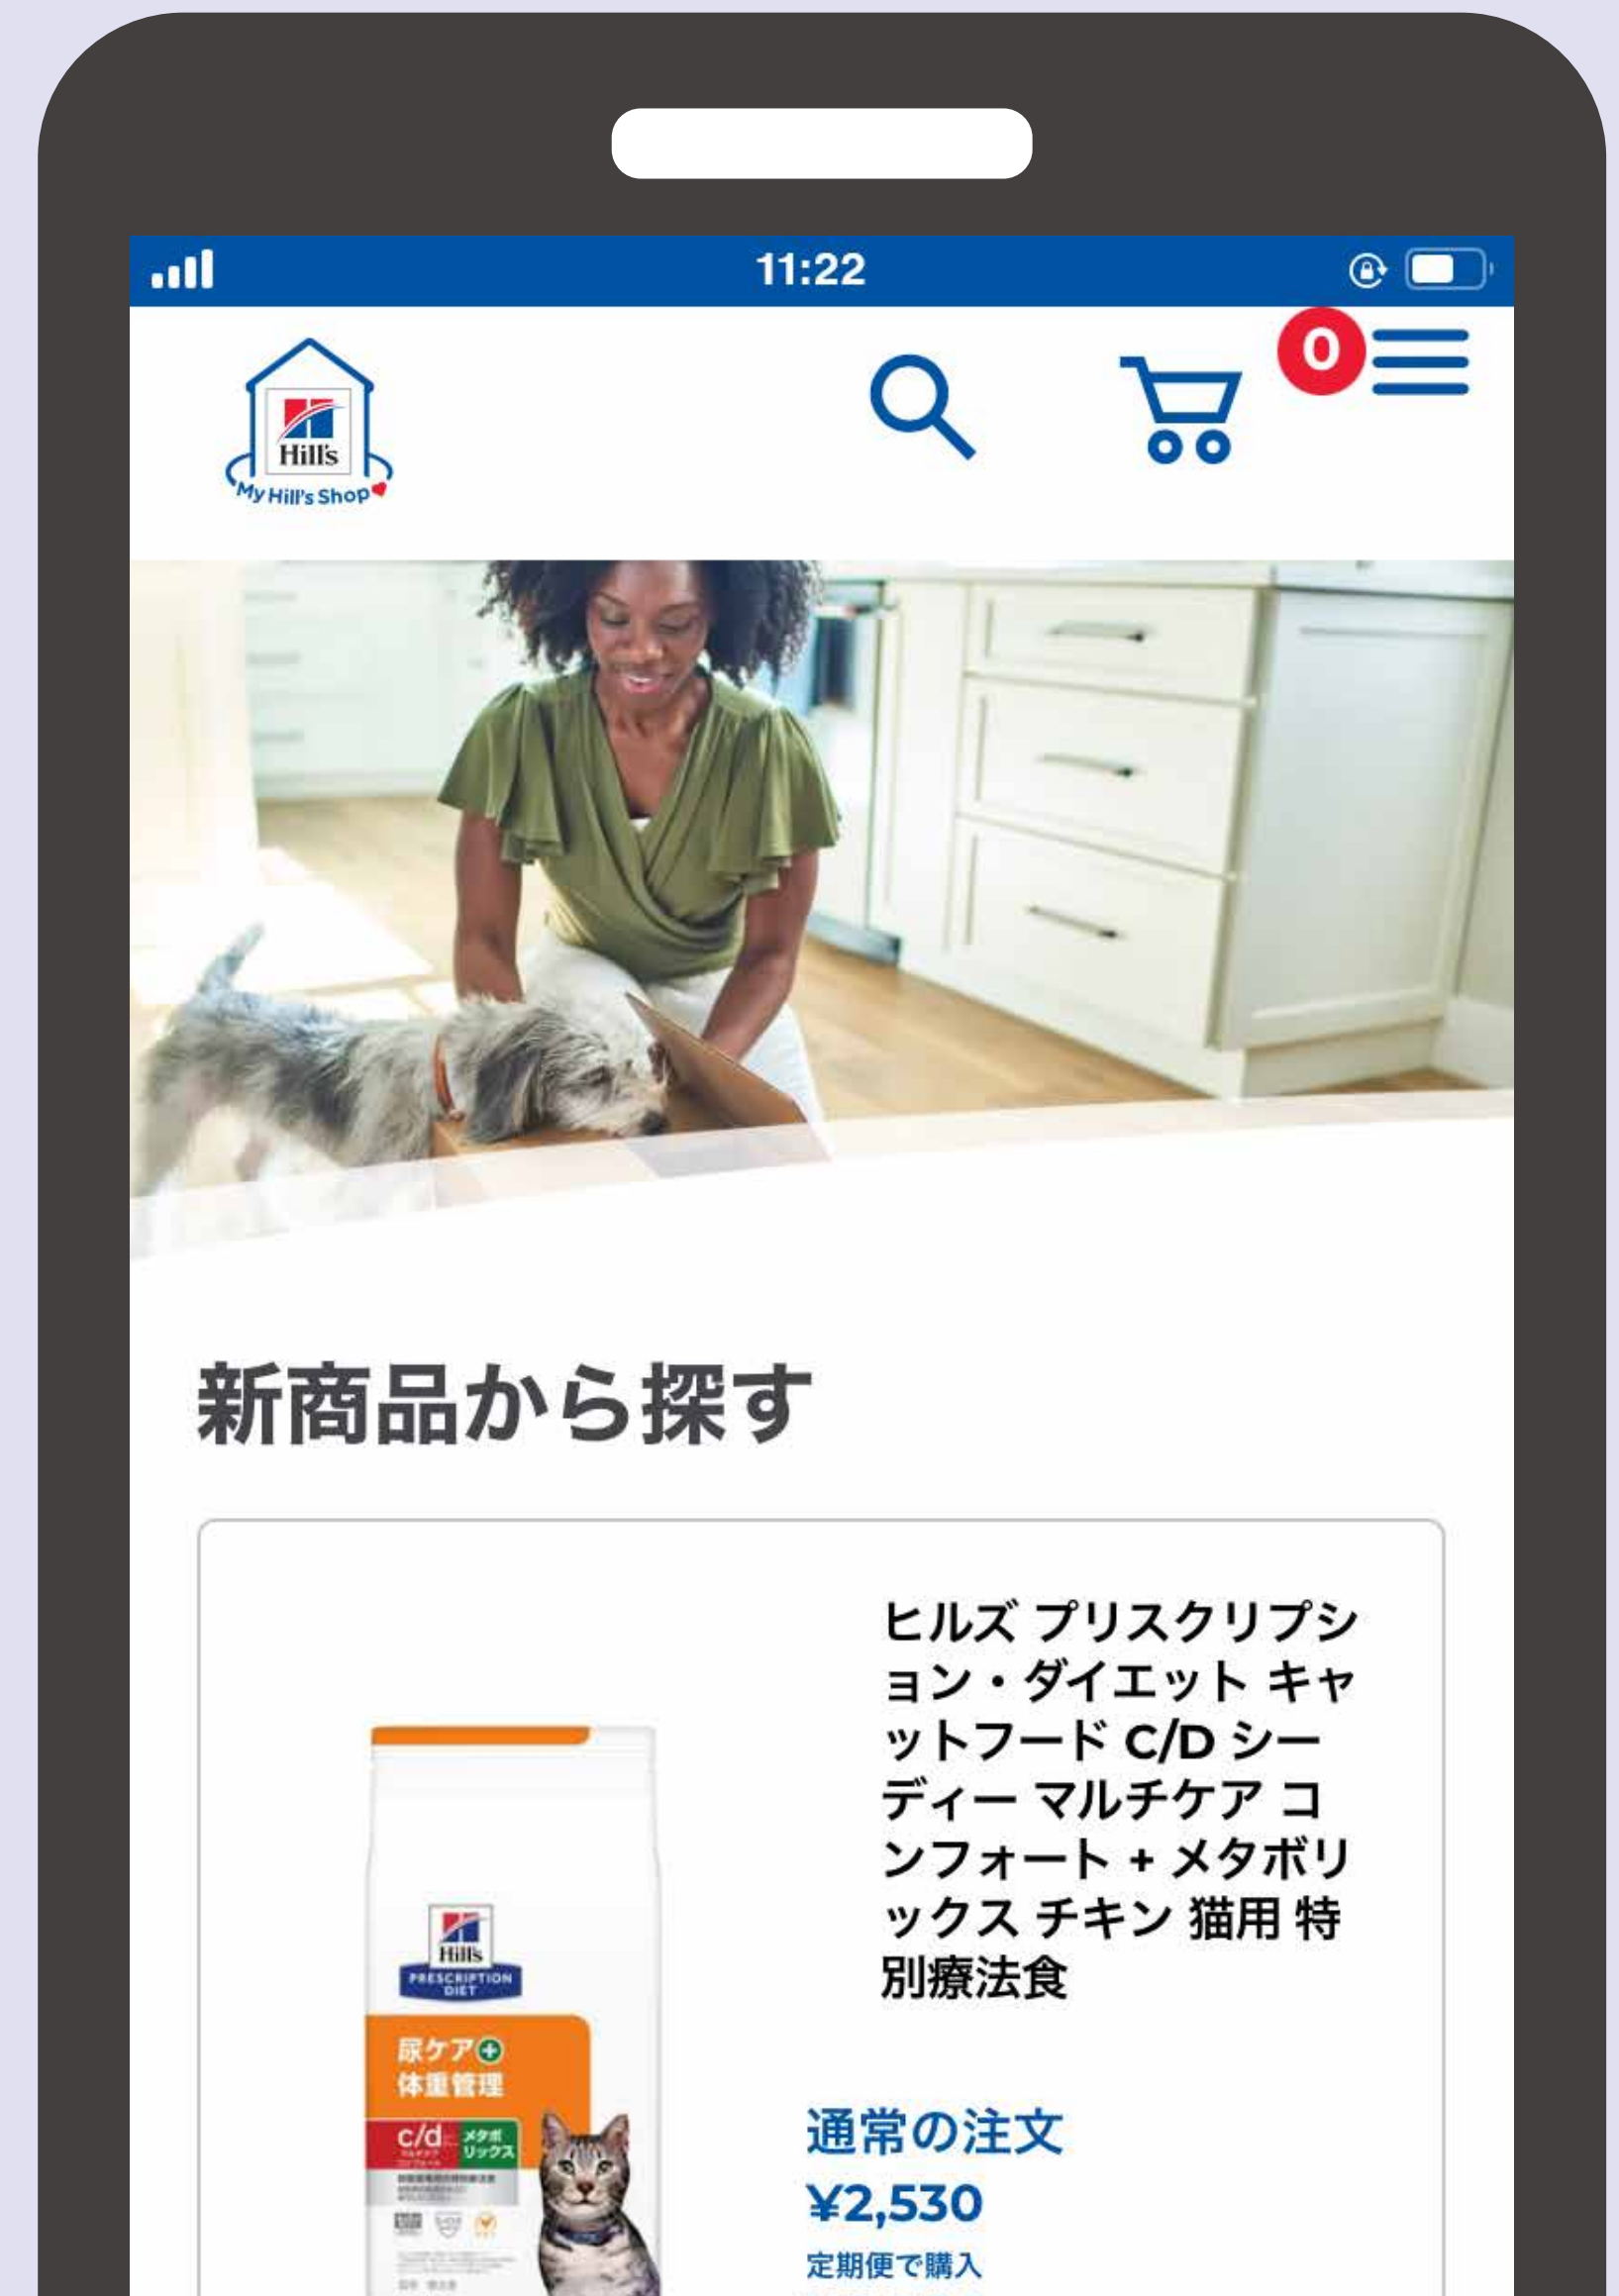 11:22
0
Hill's
My Hill's Shop
新商品から探す
ヒルズ プリスクリプシ
ョン・ダイエット キャ
ットフード C/D シー
ディー マルチケア コ
ンフォート + メタボリ
ックス チキン 猫用 特
別療法食
Hill's
PRESCRIPTION
DIET
尿ケア+
体重管理
c/d
メタボ
リックス
通常の注文
¥2,530
定期便で購入